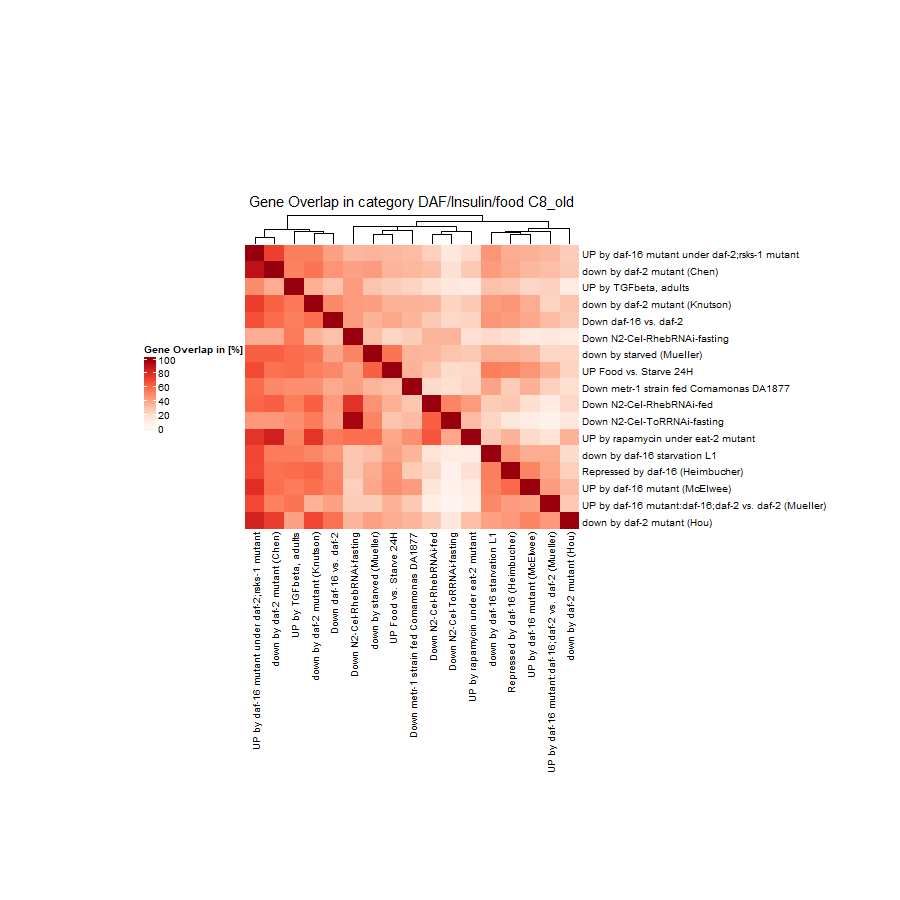 Gene Overlap in category DAF/Insulin/food C8_old
UP by daf-16 mutant under daf-2;rsks-1 mutant
down by daf-2 mutant (Chen)
UP by TGFbeta, adults
down by daf-2 mutant (Knutson)
Down daf-16 vs. daf-2
Down N2-Cel-RhebRNAi-fasting
down by starved (Mueller)
UP Food vs. Starve 24H
Down metr-1 strain fed Comamonas DA1877
Down N2-Cel-RhebRNAi-fed
Down N2-Cel-ToRRNAi-fasting
UP by rapamycin under eat-2 mutant
down by daf-16 starvation L1
Repressed by daf-16 (Heimbucher)
UP by daf-16 mutant (McElwee)
UP by daf-16 mutant:daf-16;daf-2 vs. daf-2 (Mueller)
down by daf-2 mutant (Hou)
Gene Overlap in [%]
100
80
60
40
20
0
UP by daf-16 mutant under daf-2;rsks-1 mutant
down by daf-2 mutant (Chen)
UP by TGFbeta, adults
down by daf-2 mutant (Knutson)
Down daf-16 vs. daf-2
Down N2-Cel-RhebRNAi-fasting
down by starved (Mueller)
UP Food vs. Starve 24H
Down metr-1 strain fed Comamonas DA1877
Down N2-Cel-RhebRNAi-fed
Down N2-Cel-ToRRNAi-fasting
UP by rapamycin under eat-2 mutant
down by daf-16 starvation L1
Repressed by daf-16 (Heimbucher)
UP by daf-16 mutant (McElwee)
UP by daf-16 mutant:daf-16;daf-2 vs. daf-2 (Mueller)
down by daf-2 mutant (Hou)